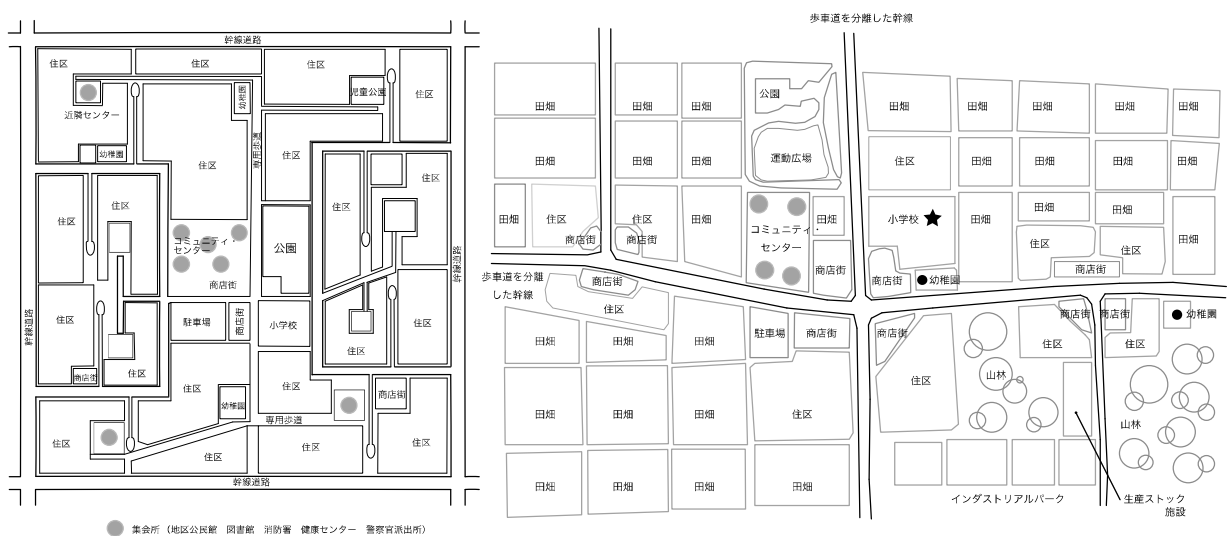 幹線道路
住区
住区
住区
児童公園
住区
近隣センター
幼稚園
幼稚園
専用歩道
住区
住区
住区
住区
住区
住区
コミュニティ・
センター
公園
商店街
幹線道路
幹線道路
住区
駐車場
商店街
小学校
住区
住区
住区
商店街
住区
住区
幼稚園
商店街
専用歩道
住区
住区
住区
住区
幹線道路
集会所(地区公民館 図書館 消防署 健康センター 警察官派出所)
歩車道を分離した幹線
田畑
田畑
田畑
公園
田畑
田畑
田畑
田畑
田畑
田畑
田畑
田畑
運動広場
住区
田畑
田畑
田畑
田畑
田畑
住区
住区
田畑
コミュニティ・
センター
田畑
小学校
田畑
田畑
田畑
田畑
商店街
商店街
住区
住区
商店街
商店街
商店街
幼稚園
歩車道を分離
した幹線
商店街
住区
田畑
田畑
田畑
駐車場
商店街
商店街
商店街
商店街
幼稚園
住区
住区
住区
山林
田畑
田畑
田畑
住区
山林
田畑
田畑
田畑
田畑
インダストリアルパーク
生産ストック
施設